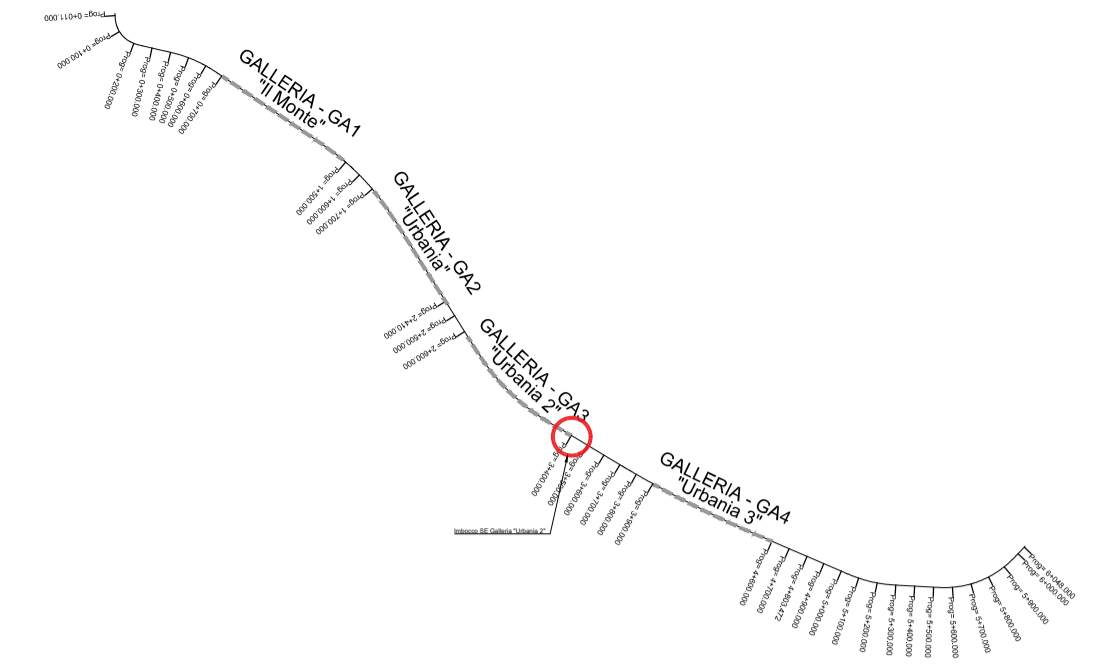 Prog= 0+011.000
Prog= 0+100.000
Prog= 0+200.000
Prog= 0+300.000
Prog= 0+400.000
Prog= 0+500.000
Prog= 0+600.000
Prog= 0+700.000
GALLERIA - GA1
"Il Monte"
Prog= 1+500.000
Prog= 1+600.000
Prog= 1+700.000
GALLERIA - GA2
"Urbania"
Prog= 2+410.000
Prog= 2+500.000
Prog= 2+600.000
GALLERIA - GA3
"Urbania 2"
Prog= 3+400.000
Prog= 3+500.000
Prog= 3+600.000
Prog= 3+700.000
Prog= 3+800.000
Prog= 3+900.000
Imbocco SE Galleria "Urbania 2"
GALLERIA - GA4
"Urbania 3"
Prog= 4+600.000
Prog= 4+700.000
Prog= 4+803.472
Prog= 4+900.000
Prog= 5+000.000
Prog= 5+100.000
Prog= 5+200.000
Prog= 5+300.000
Prog= 5+400.000
Prog= 5+500.000
Prog= 5+600.000
Prog= 5+700.000
Prog= 5+800.000
Prog= 5+900.000
Prog= 6+000.000
Prog= 6+048.000